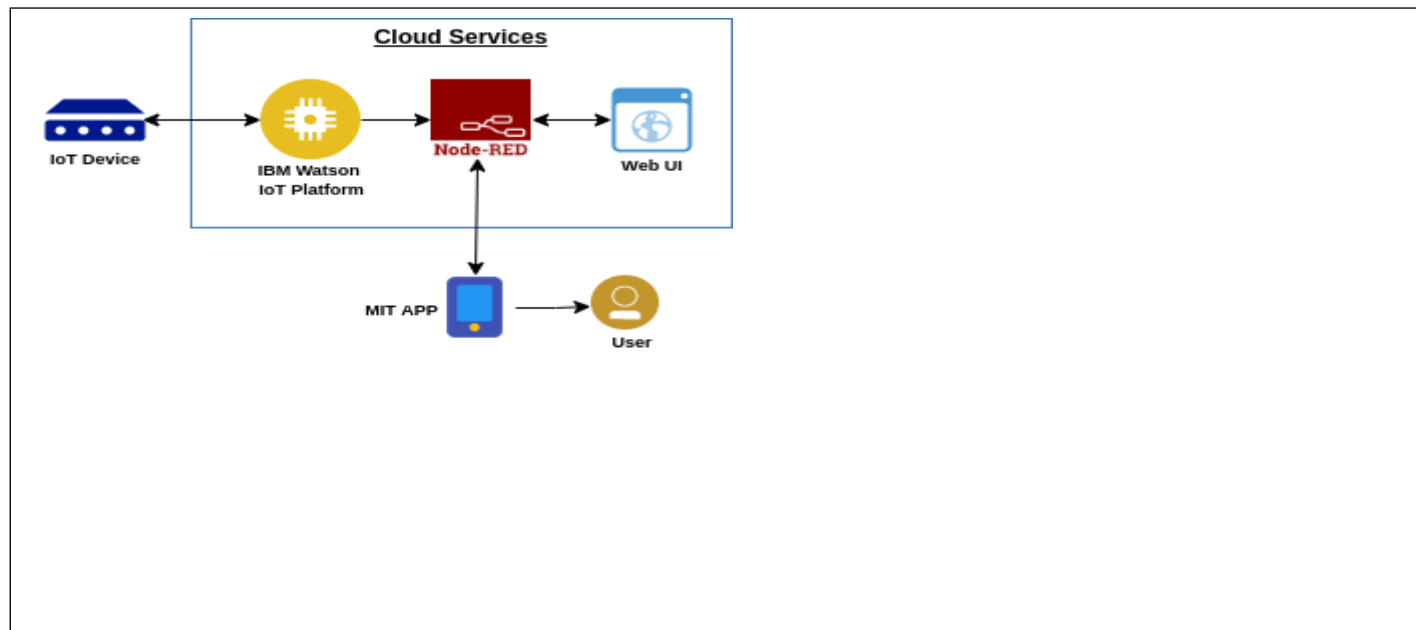 Cloud Services
IoT Device
IBM Watson
IoT Platform
Node-RED
Web UI
MIT APP
User